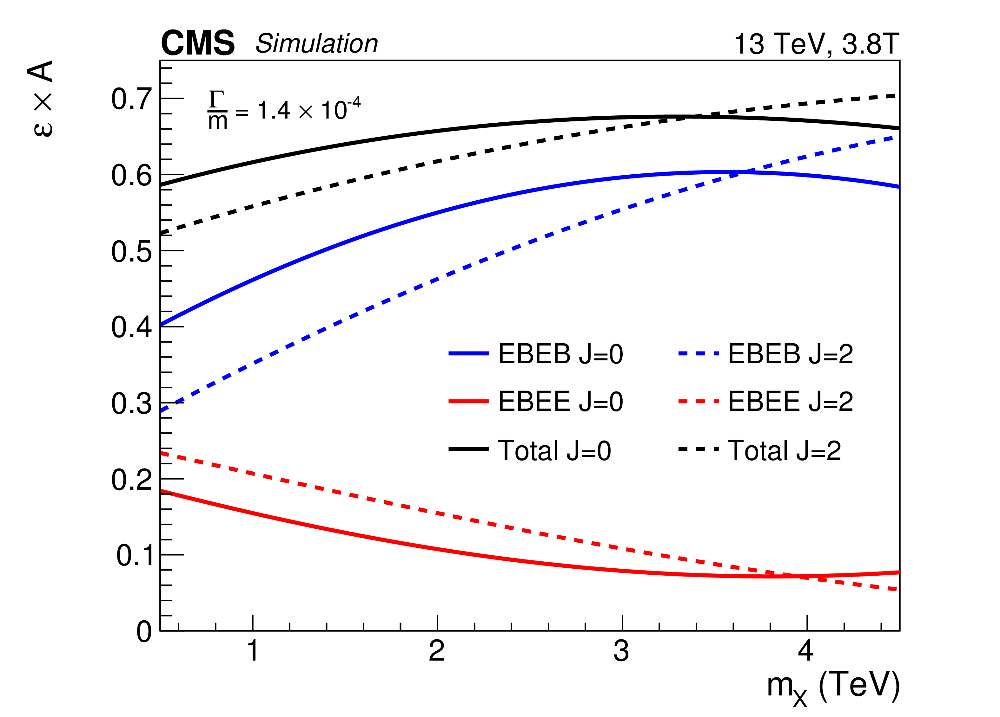 CMS Simulation 13 TeV, 3.8T
ε × A
Γ/m = 1.4 × 10^-4
0.7
0.6
0.5
0.4
0.3
0.2
0.1
0
EBEB J=0 EBEB J=2
EBEE J=0 EBEE J=2
Total J=0 Total J=2
1 2 3 4
m_X (TeV)